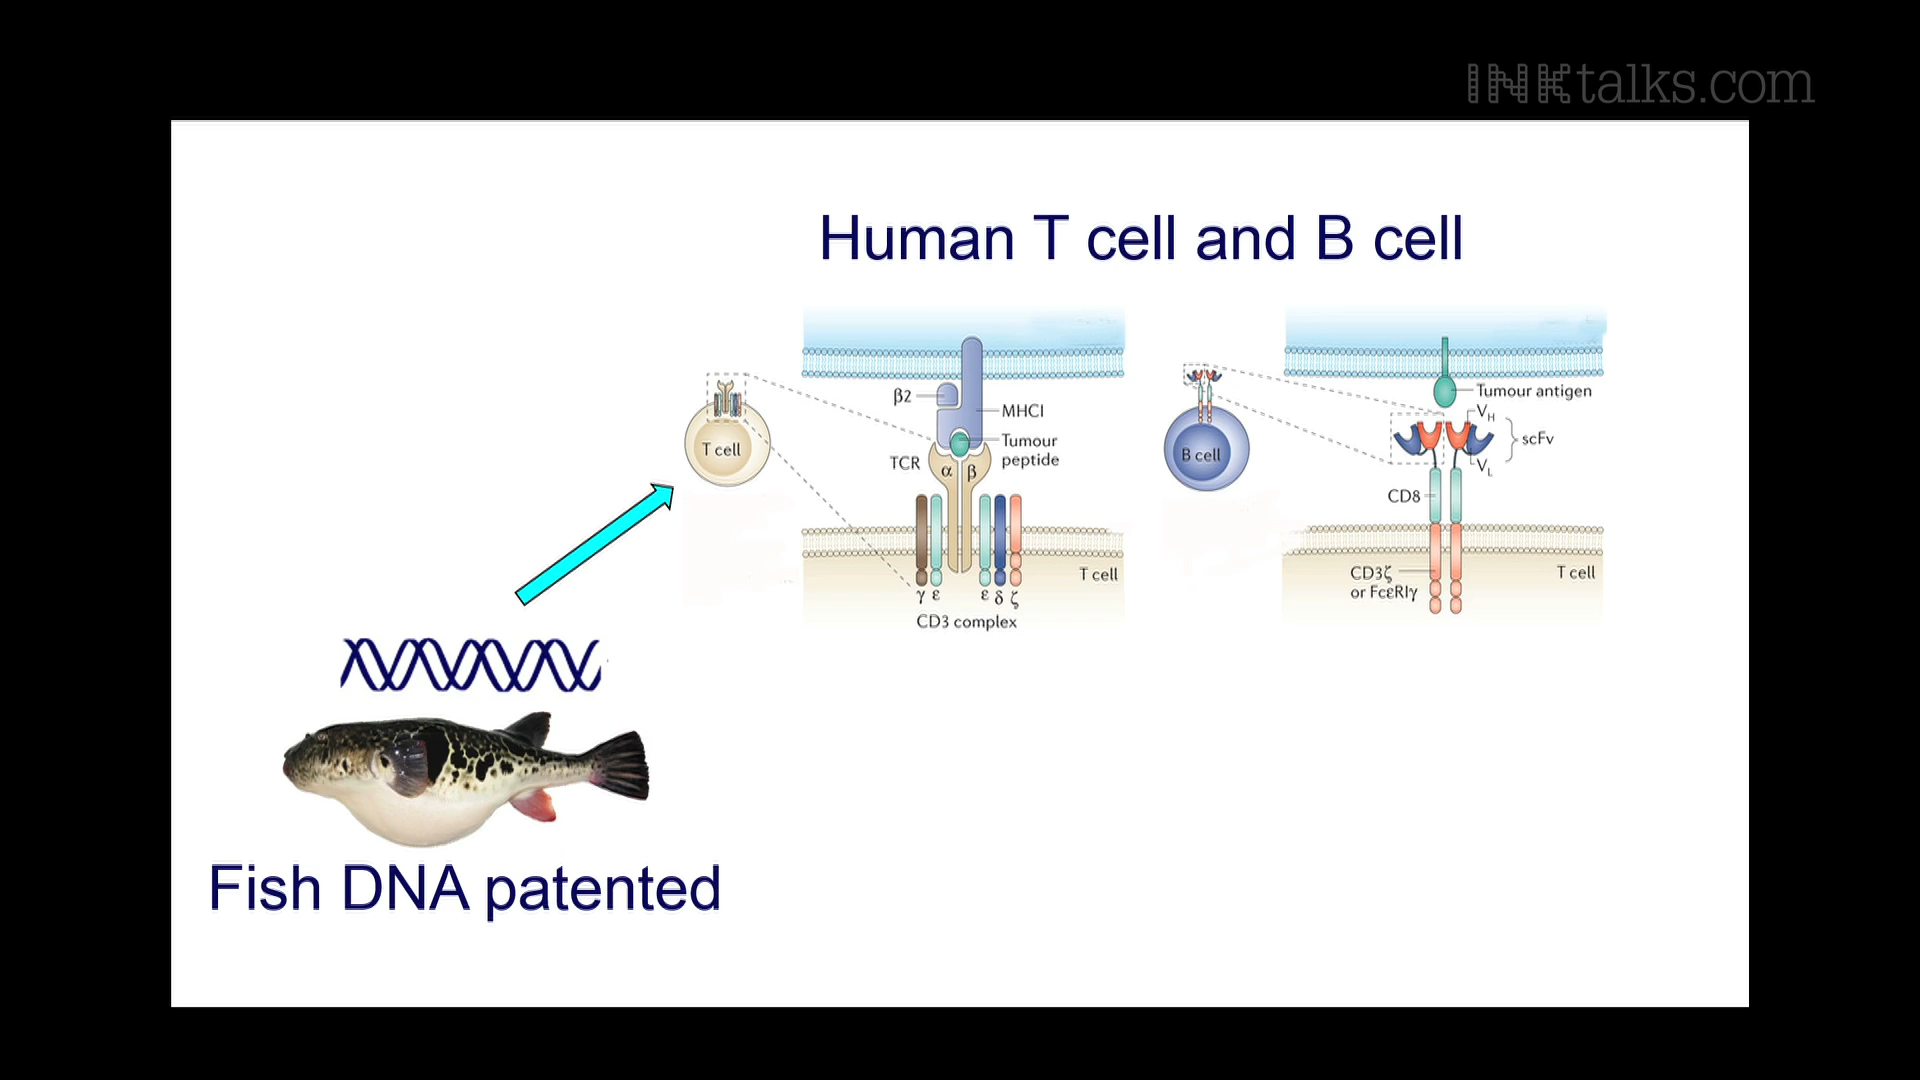 INKtalks.com
Human T cell and B cell
β2
MHCI
Tumour
peptide
TCR
α
β
T cell
γ ε
ε δ ζ
CD3 complex
T cell
B cell
Tumour antigen
VH
scFv
VL
CD8
CD3ζ
or FcεRIγ
T cell
Fish DNA patented